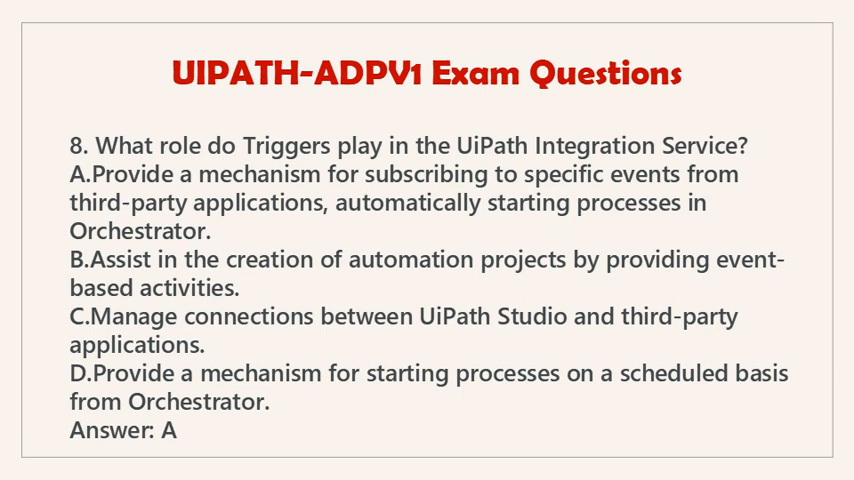 UIPATH-ADPV1 Exam Questions
8. What role do Triggers play in the UiPath Integration Service?
A.Provide a mechanism for subscribing to specific events from
third-party applications, automatically starting processes in
Orchestrator.
B.Assist in the creation of automation projects by providing event-
based activities.
C.Manage connections between UiPath Studio and third-party
applications.
D.Provide a mechanism for starting processes on a scheduled basis
from Orchestrator.
Answer: A